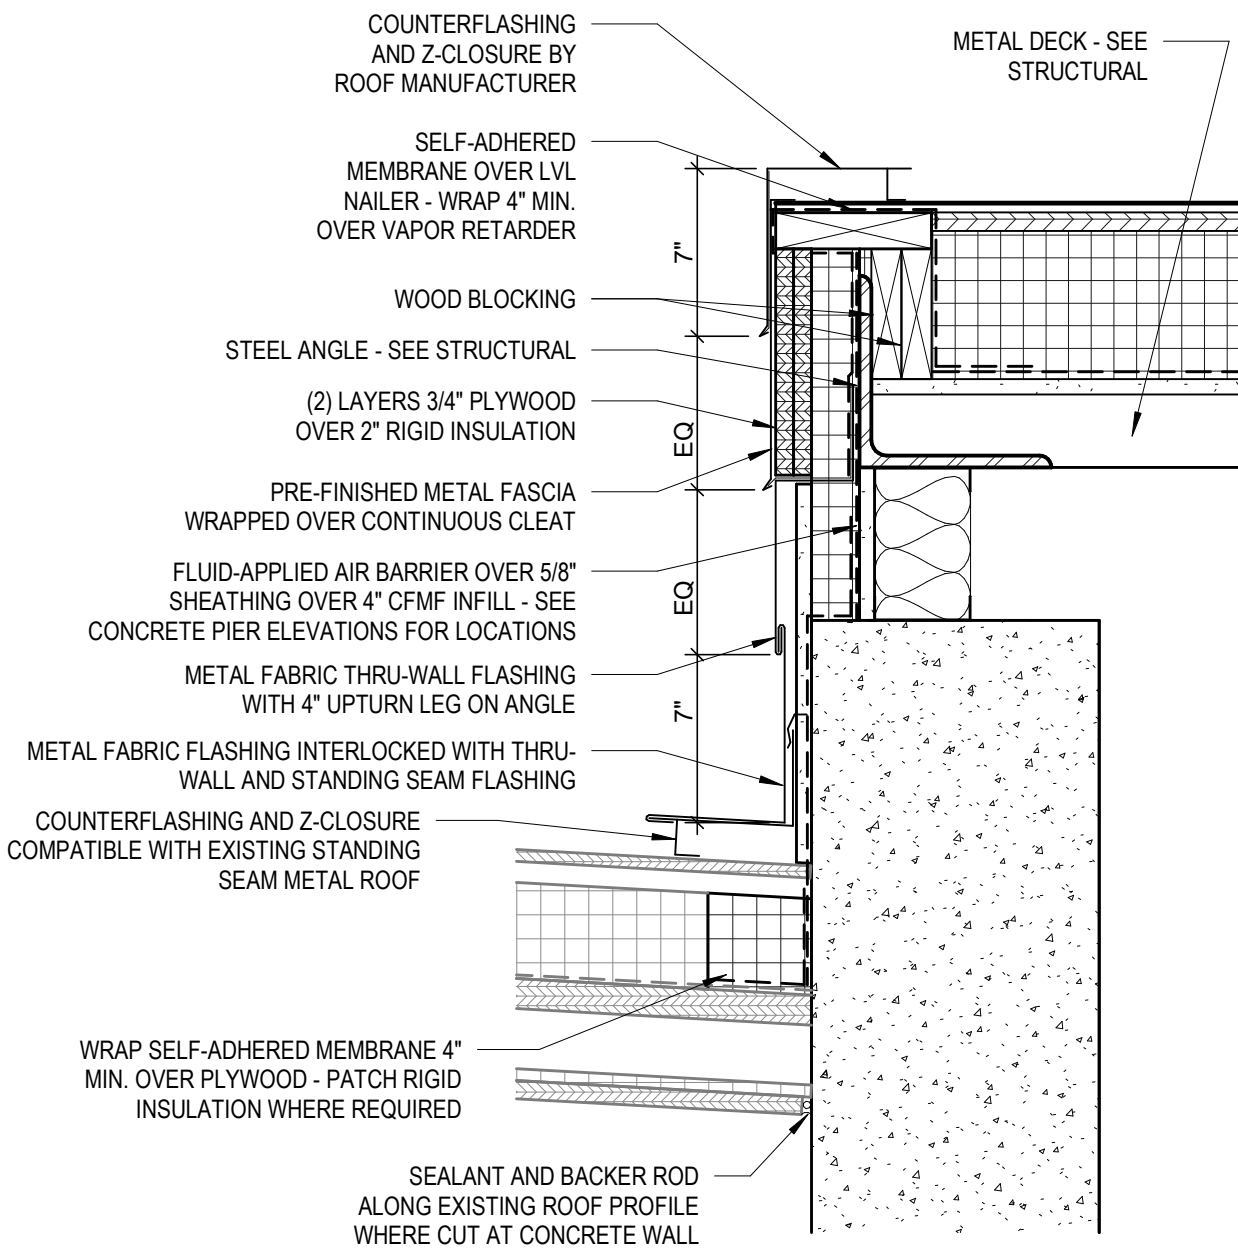 COUNTERFLASHING
AND Z-CLOSURE BY
ROOF MANUFACTURER
METAL DECK - SEE
STRUCTURAL
SELF-ADHERED
MEMBRANE OVER LVL
NAILER - WRAP 4" MIN.
OVER VAPOR RETARDER
7"
WOOD BLOCKING
STEEL ANGLE - SEE STRUCTURAL
(2) LAYERS 3/4" PLYWOOD
OVER 2" RIGID INSULATION
EQ
PRE-FINISHED METAL FASCIA
WRAPPED OVER CONTINUOUS CLEAT
FLUID-APPLIED AIR BARRIER OVER 5/8"
SHEATHING OVER 4" CFMF INFILL - SEE
CONCRETE PIER ELEVATIONS FOR LOCATIONS
EQ
METAL FABRIC THRU-WALL FLASHING
WITH 4" UPTURN LEG ON ANGLE
7"
METAL FABRIC FLASHING INTERLOCKED WITH THRU-
WALL AND STANDING SEAM FLASHING
COUNTERFLASHING AND Z-CLOSURE
COMPATIBLE WITH EXISTING STANDING
SEAM METAL ROOF
WRAP SELF-ADHERED MEMBRANE 4"
MIN. OVER PLYWOOD - PATCH RIGID
INSULATION WHERE REQUIRED
SEALANT AND BACKER ROD
ALONG EXISTING ROOF PROFILE
WHERE CUT AT CONCRETE WALL